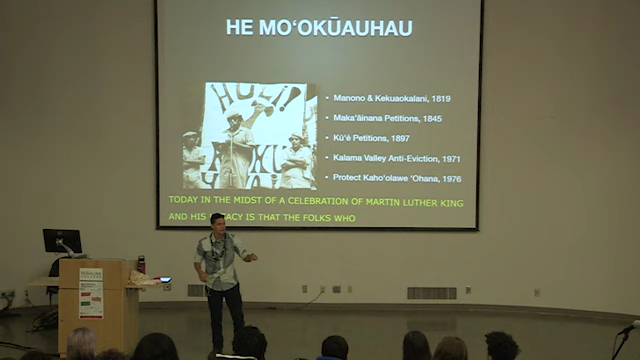 HE MOʻOKŪAUHAU
HULI!
• Manono & Kekuaokalani, 1819
• Makaʻāinana Petitions, 1845
• Kūʻē Petitions, 1897
• Kalama Valley Anti-Eviction, 1971
• Protect Kahoʻolawe ʻOhana, 1976
TODAY IN THE MIDST OF A CELEBRATION OF MARTIN LUTHER KING
AND HIS LEGACY IS THAT THE FOLKS WHO